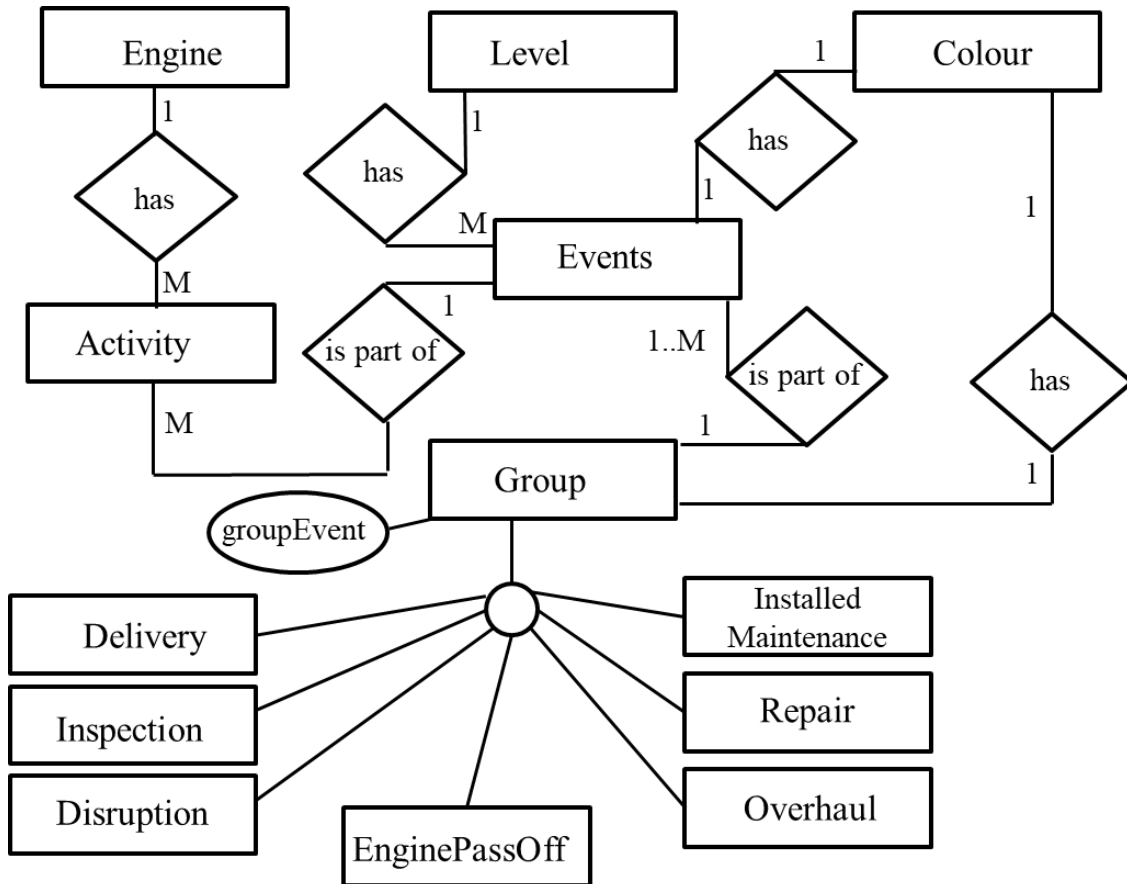 Engine
Level
Colour
1
1
1
has
has
has
M
1
1
M
Events
Activity
1
is part of
1..M
is part of
has
M
1
1
Group
groupEvent
Delivery
Installed
Maintenance
Inspection
Repair
Disruption
Overhaul
EnginePassOff